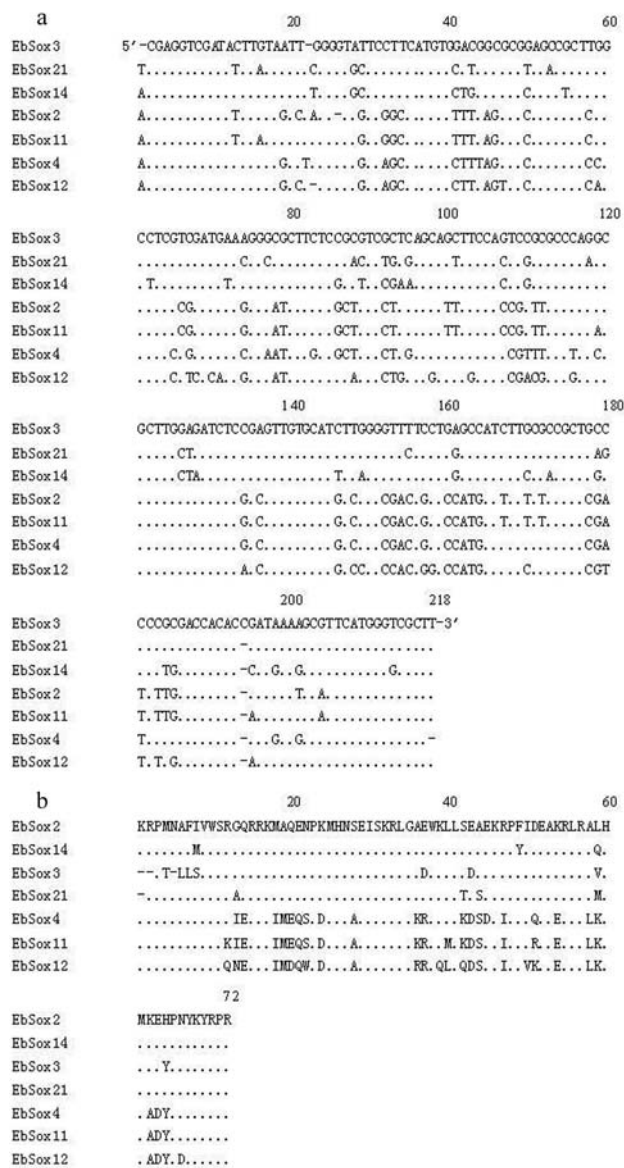 a
20 40 60
EbSox3 5'-CGAGGTCGATACTTGTAATT-GGGGTATTCCTTCATGTGGACGGCGCGGAGCCGCTTGG
EbSox21 T...........T..A......C....GC...........C.T......T..A.......
EbSox14 A.....................T....GC...........CTG......C....T.....
EbSox2 A...........T.....G.C.A..-..G..GGC......TTT.AG...C.......C..
EbSox11 A...........T..A............G..GGC......TTT.AG...C.......C..
EbSox4 A.................G..T......G..AGC......CTTTAG...C.......CC.
EbSox12 A.................G.C..-....G..AGC......CTT.AGT..C.......CA.
80 100 120
EbSox3 CCTCGTCGATGAAAGGGCGCTTCTCCGCGTCGCTCAGCAGCTTCCAGTCCGCGCCCAGGC
EbSox21 .............C..C..........AC..TG.G.....T.....C..G.......A..
EbSox14 .T.........T.............G..T..CGAA...........C..G..........
EbSox2 .....CG......G...AT......GCT...CT......TT.....CCG.TT........
EbSox11 .....CG......G...AT......GCT...CT......TT.....CCG.TT.......A.
EbSox4 ....C.G.........AAT....G..GCT...CT.G............CGTTT...T..C.
EbSox12 ....C.TC.CA..G...AT........A...CTG...G....G....CGACG...G....
140 160 180
EbSox3 GCTTGGAGATCTCCGAGTTGTGCATCTTGGGGTTTTCCTGAGCCATCTTGCGCCGCTGCC
EbSox21 .....CT...........................C.....G.................AG
EbSox14 .....CTA.................T..A...........G........C..A.....G.
EbSox2 .............G.C.........G.C...CGAC.G..CCATG..T..T.T.....CGA
EbSox11 .............G.C.........G.C...CGAC.G..CCATG..T..T.T.....CGA
EbSox4 .............G.C.........G.C...CGAC.G..CCATG.............CGA
EbSox12 .............A.C.........G.CC..CCAC.GG.CCATG.....C.......CGT
200 218
EbSox3 CCCGCGACCACACCGATAAAAGCGTTCATGGGTCGCTT-3'
EbSox21 .............-........................
EbSox14 ...TG........-C..G..G...........G.....
EbSox2 T.TTG........-......T..A..............
EbSox11 T.TTG........-A........A..............
EbSox4 T............-...G..G................-
EbSox12 T.T.G........-A.......................
b
20 40 60
EbSox2 KRPMNAFIVWSRGQRRKMAQENPKMHNSEISKRLGAEWKLLSEAEKRPFIDEAKRLRALH
EbSox14 .......M.........................................Y........Q.
EbSox3 --.T-LLS............................D.....D...............V.
EbSox21 -...........A............................T.S..............M.
EbSox4 ............IE...IMEQS.D...A.......KR....KDSD.I...Q..E...LK.
EbSox11 ...........KIE...IMEQS.D...A.......KR..M.KDS..I...R..E...LK.
EbSox12 ...........QNE...IMDQW.D...A.......RR.QL.QDS..I..VK..E...LK.
72
EbSox2 MKEHPNYKYRPR
EbSox14 ............
EbSox3 ...Y........
EbSox21 ............
EbSox4 .ADY........
EbSox11 .ADY........
EbSox12 .ADY.D......